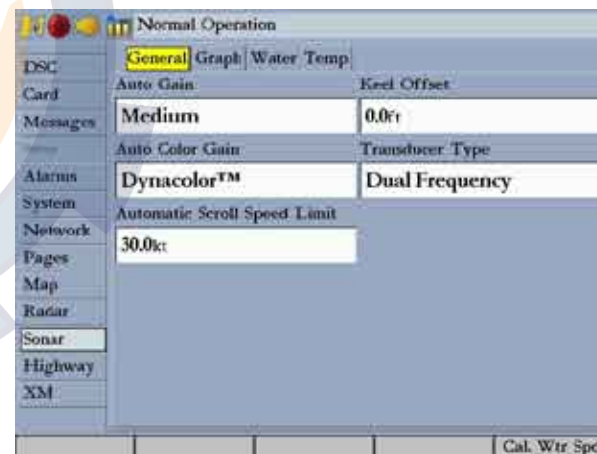 Normal Operation
General Graph Water Temp
DSC
Card
Messages
Alarms
System
Network
Pages
Map
Radar
Sonar
Highway
XM
Auto Gain
Medium
Keel Offset
0.0ft
Auto Color Gain
Dynacolor™
Transducer Type
Dual Frequency
Automatic Scroll Speed Limit
30.0kt
Cal. Wtr Spe